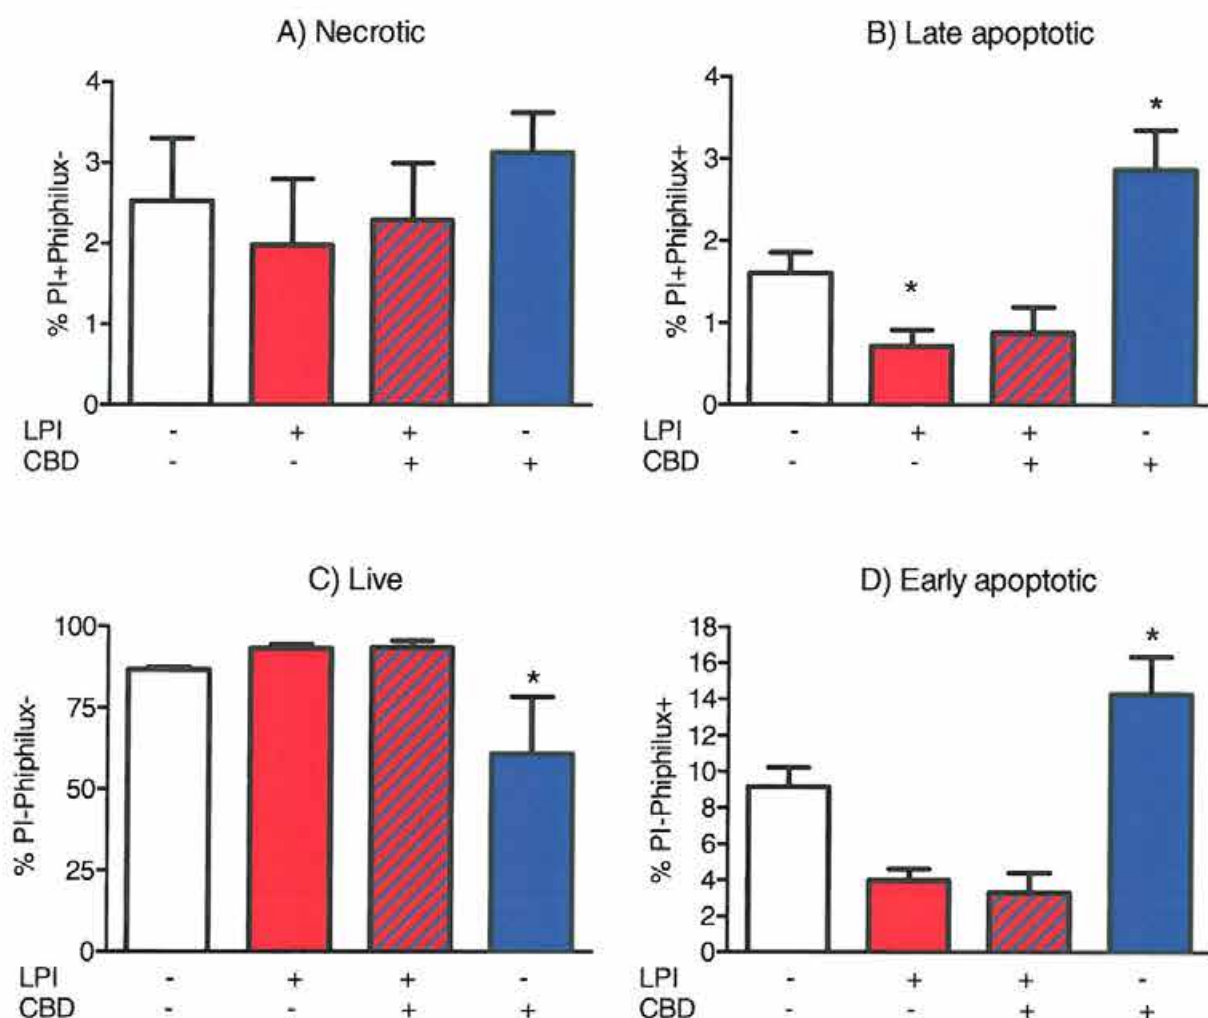 A) Necrotic
% PI+Phiphilux-
4
3
2
1
0
LPI - + + -
CBD - - + +
B) Late apoptotic
% PI+Phiphilux+
4
3
2
1
0
*
*
LPI - + + -
CBD - - + +
C) Live
% PI-Phiphilux-
100
75
50
25
0
*
LPI - + + -
CBD - - + +
D) Early apoptotic
% PI-Phiphilux+
18
16
14
12
10
8
6
4
2
0
*
LPI - + + -
CBD - - + +